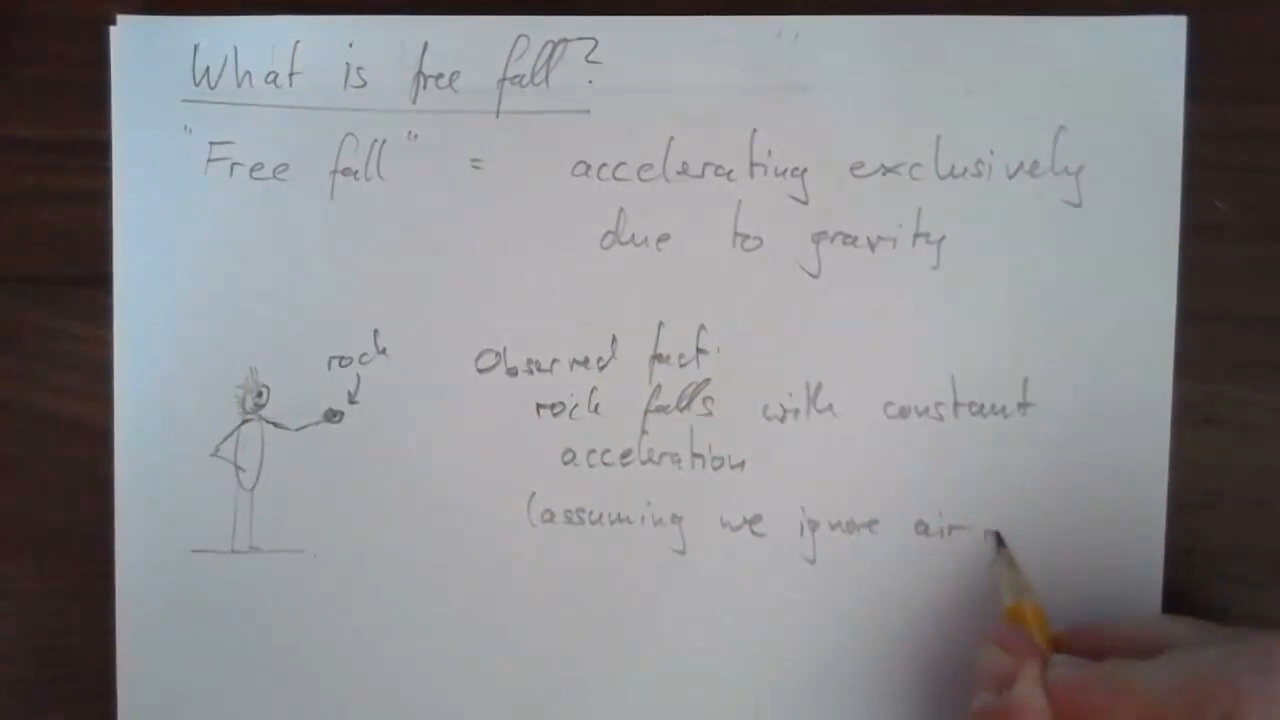 What is free fall?
"Free fall" = accelerating exclusively
due to gravity
rock
Observed fact:
rock falls with constant
acceleration
(assuming we ignore air